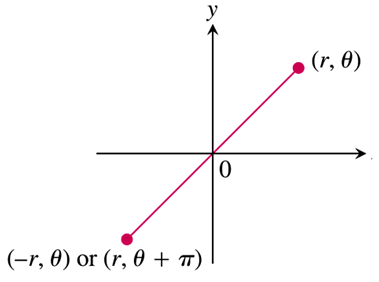 y
(r, θ)
0
(–r, θ) or (r, θ + π)